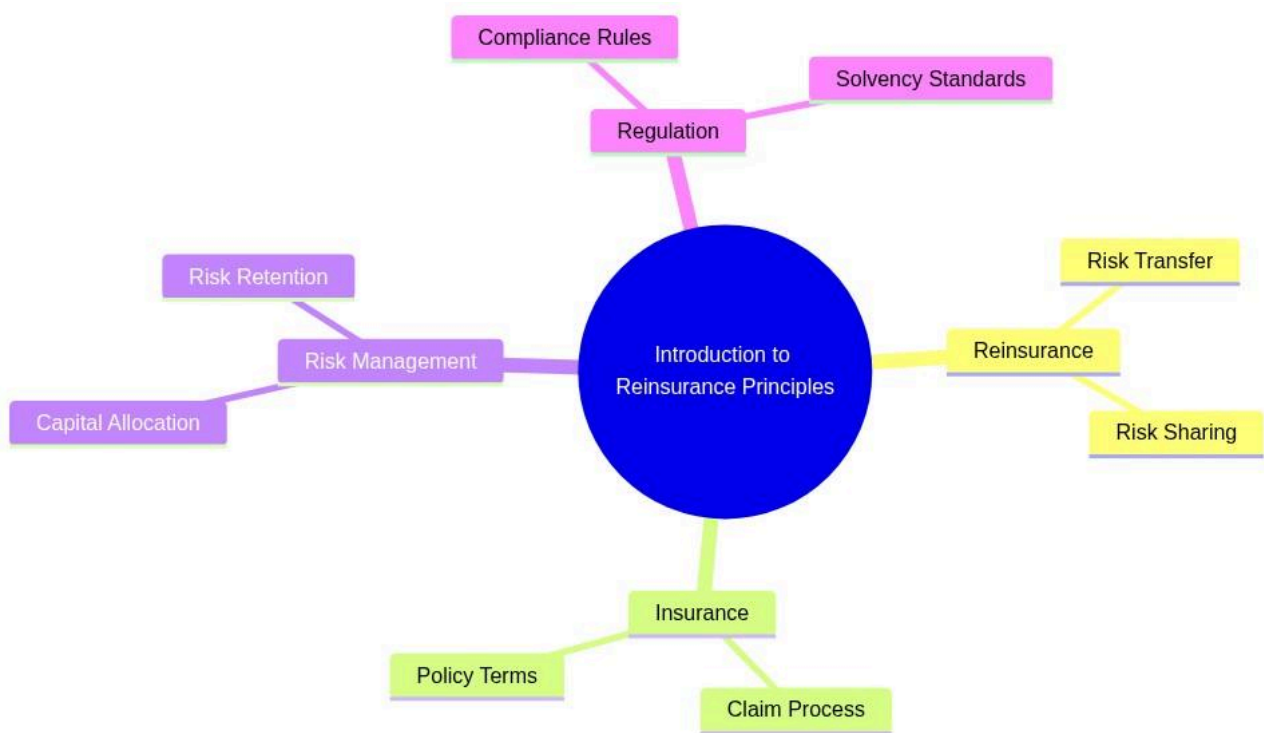 Compliance Rules
Solvency Standards
Regulation
Risk Transfer
Risk Retention
Reinsurance
Introduction to
Reinsurance Principles
Risk Management
Capital Allocation
Risk Sharing
Insurance
Policy Terms
Claim Process